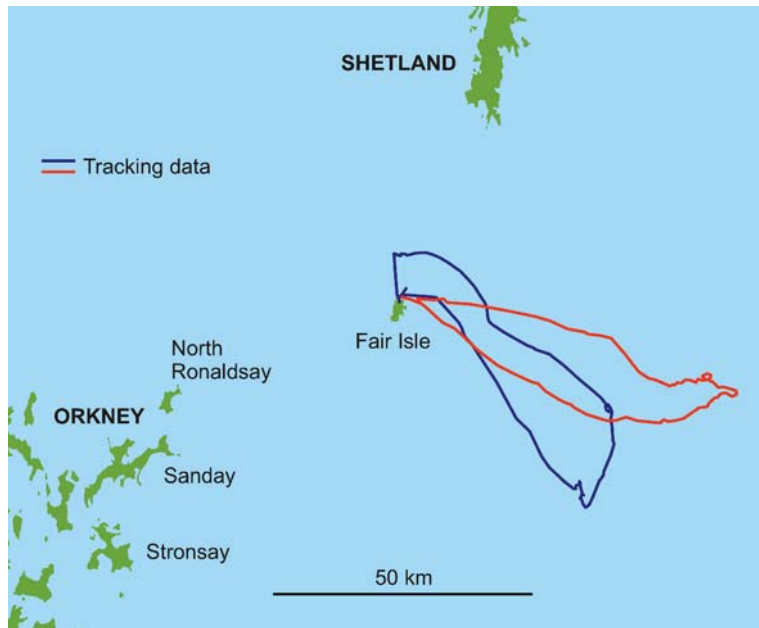 SHETLAND
Tracking data
Fair Isle
North
Ronaldsay
ORKNEY
Sanday
Stronsay
50 km